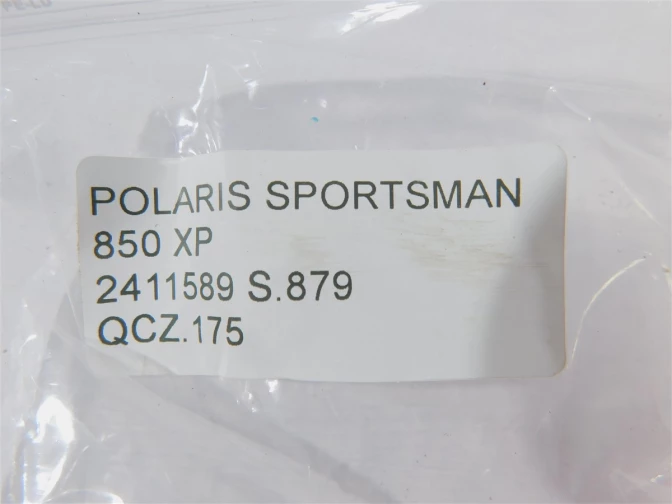 POLARIS SPORTSMAN
850 XP
2411589 S.879
QCZ.175